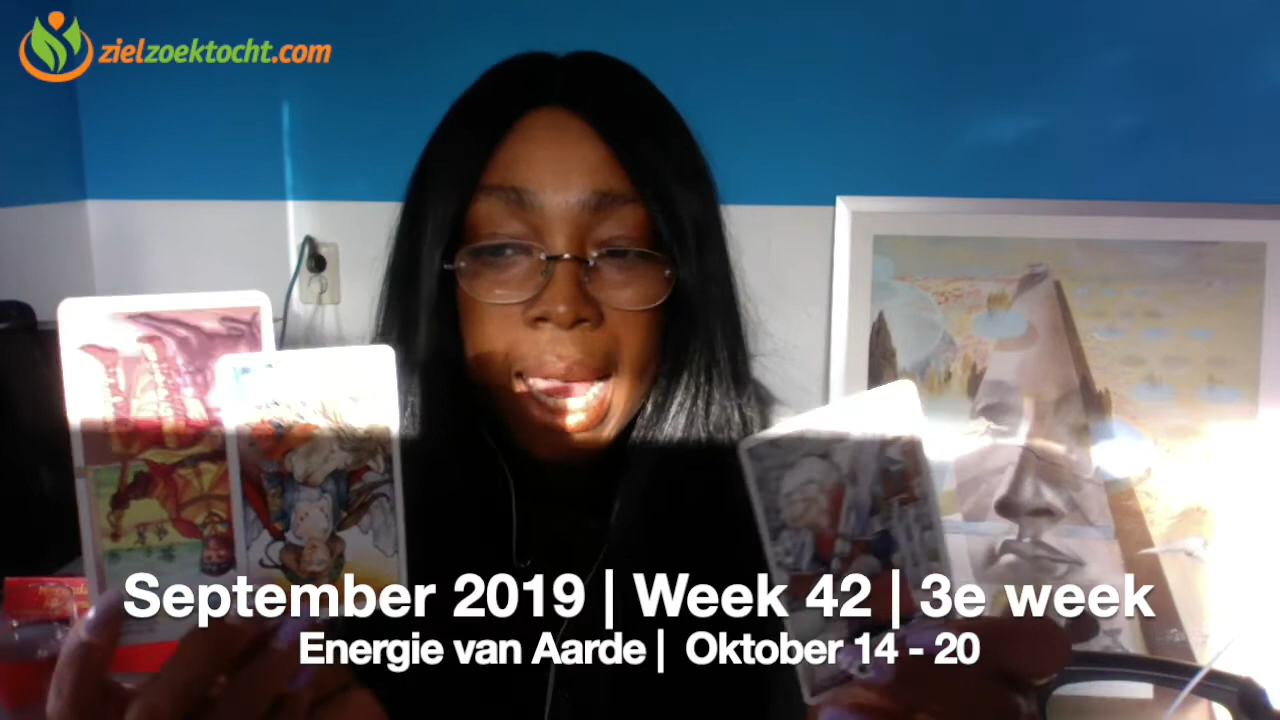 zielzoektocht.com
September 2019 | Week 42 | 3e week
Energie van Aarde | Oktober 14 - 20